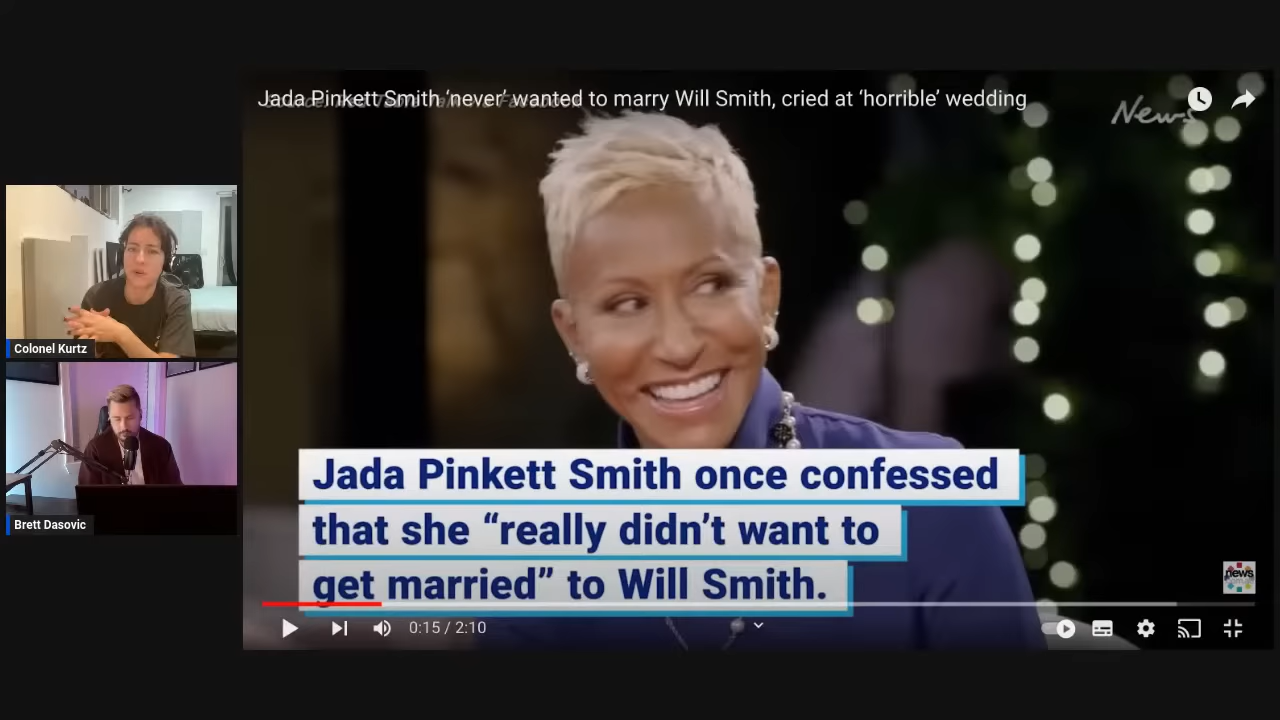 Jada Pinkett Smith ‘never’ wanted to marry Will Smith, cried at ‘horrible’ wedding
News
Colonel Kurtz
Brett Dasovic
Jada Pinkett Smith once confessed
that she “really didn’t want to
get married” to Will Smith.
news
0:15 / 2:10